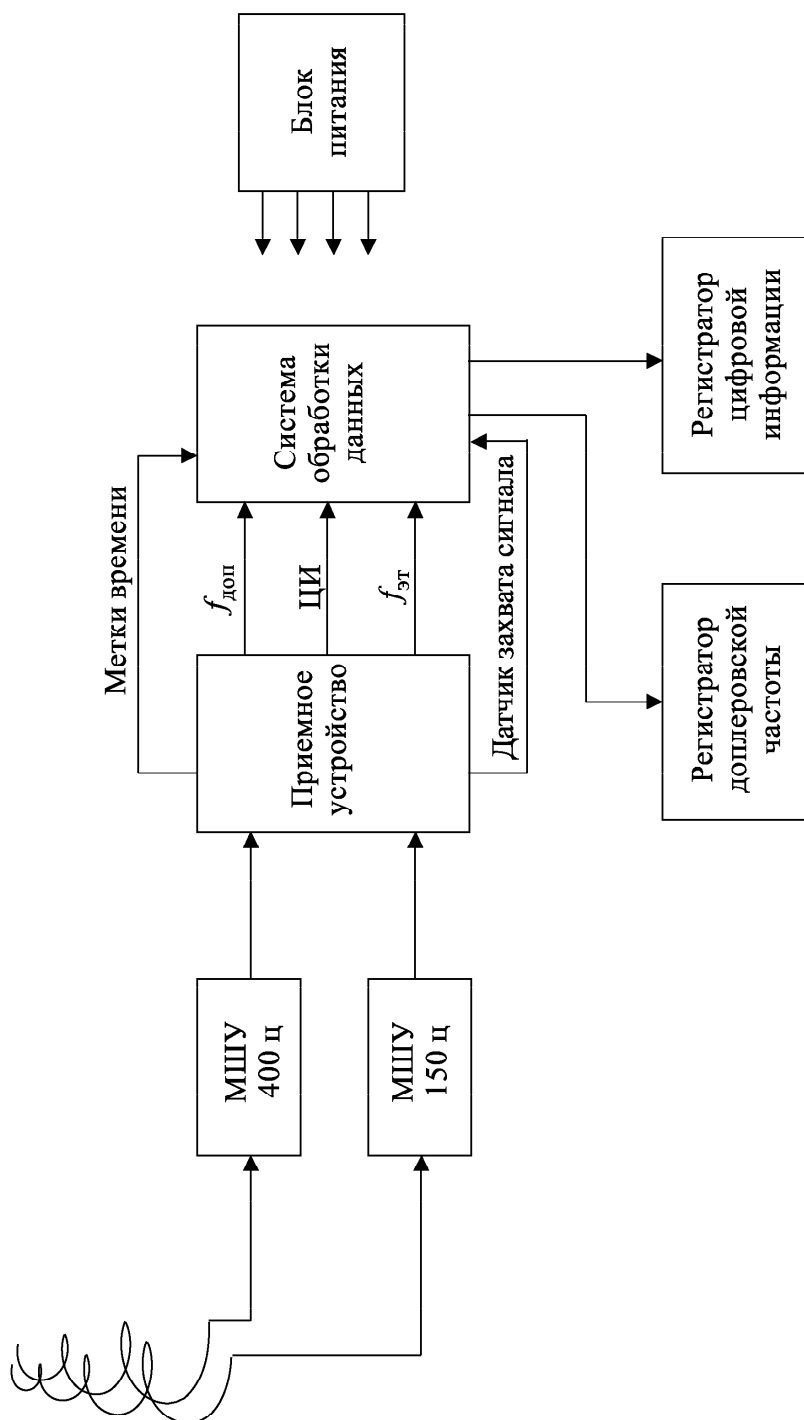 МШУ
400 ц
МШУ
150 ц
Приемное
устройство
Метки времени
fдоп
ЦИ
fэт
Датчик захвата сигнала
Система
обработки
данных
Блок
питания
Регистратор
доплеровской
частоты
Регистратор
цифровой
информации